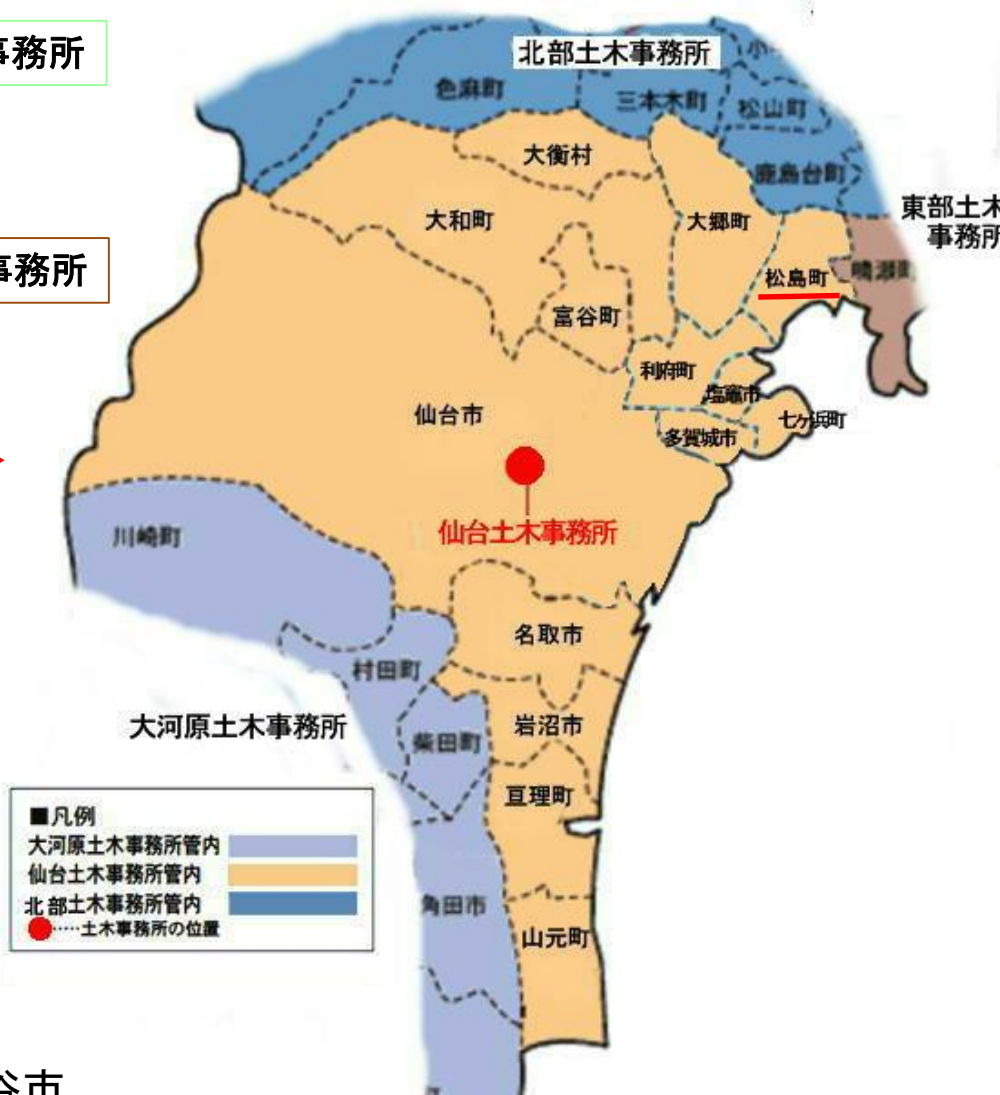 事務所
北部土木事務所
色麻町
三本木町
松山町
大衡村
鹿島台町
東部土木
事務所
大和町
大郷町
事務所
松島町
鳴瀬町
富谷町
利府町
塩竈市
仙台市
七ヶ浜町
多賀城市
仙台土木事務所
川崎町
名取市
村田町
大河原土木事務所
岩沼市
柴田町
亘理町
■凡例
大河原土木事務所管内
仙台土木事務所管内
北部土木事務所管内
●‥‥土木事務所の位置
角田市
山元町
谷市